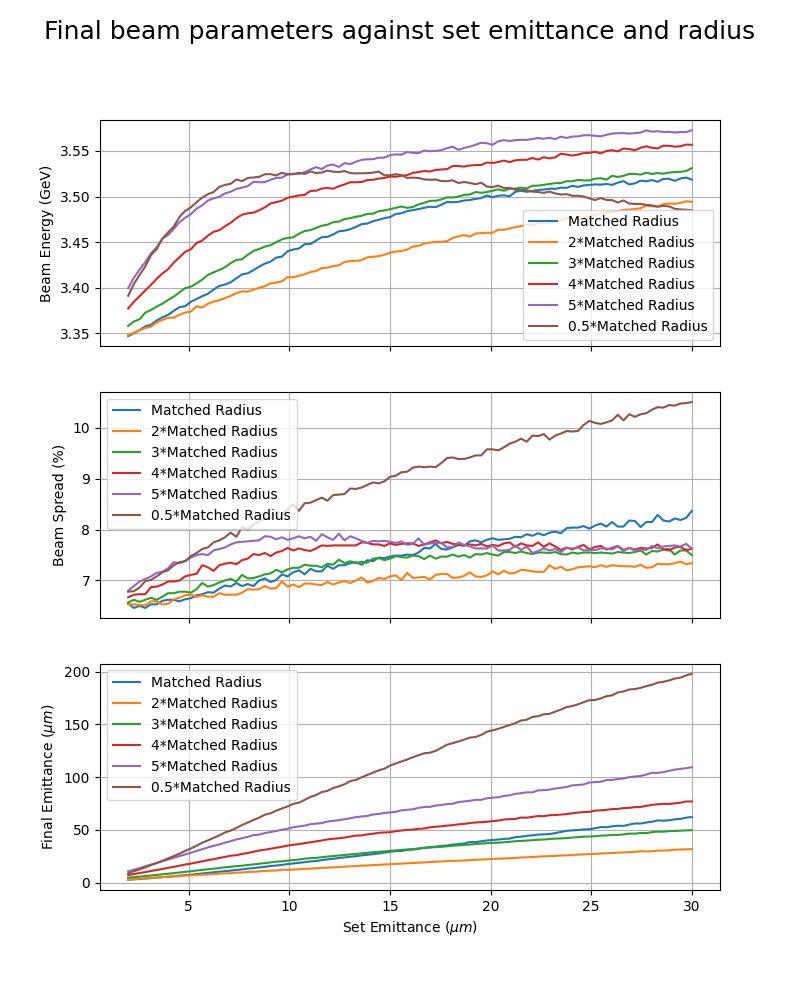 Final beam parameters against set emittance and radius
Beam Energy (GeV)
3.55
3.50
3.45
3.40
3.35
Matched Radius
2*Matched Radius
3*Matched Radius
4*Matched Radius
5*Matched Radius
0.5*Matched Radius
Beam Spread (%)
10
9
8
7
Matched Radius
2*Matched Radius
3*Matched Radius
4*Matched Radius
5*Matched Radius
0.5*Matched Radius
Final Emittance (μm)
200
150
100
50
0
Matched Radius
2*Matched Radius
3*Matched Radius
4*Matched Radius
5*Matched Radius
0.5*Matched Radius
5 10 15 20 25 30
Set Emittance (μm)